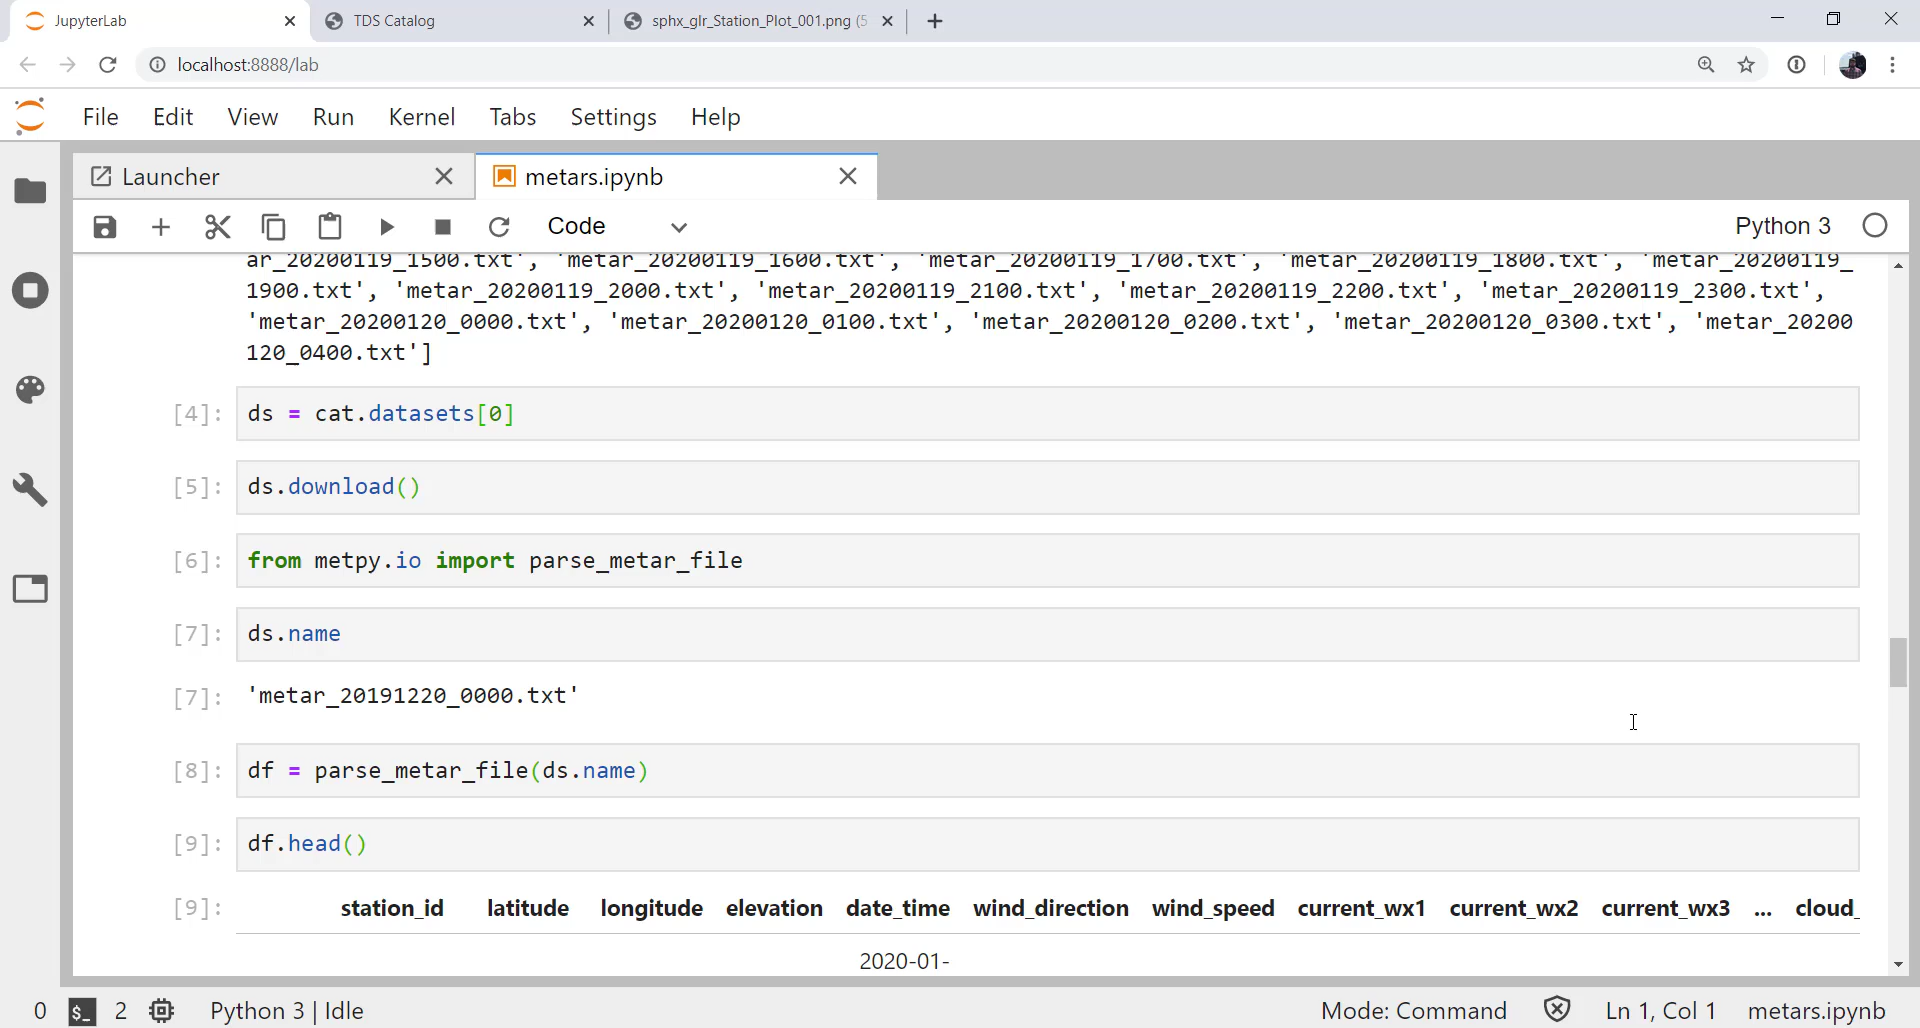 JupyterLab
TDS Catalog
sphx_glr_Station_Plot_001.png (5
localhost:8888/lab
File Edit View Run Kernel Tabs Settings Help
Launcher
metars.ipynb
Code
Python 3
ar_20200119_1500.txt', 'metar_20200119_1600.txt', 'metar_20200119_1700.txt', 'metar_20200119_1800.txt', 'metar_20200119_
1900.txt', 'metar_20200119_2000.txt', 'metar_20200119_2100.txt', 'metar_20200119_2200.txt', 'metar_20200119_2300.txt',
'metar_20200120_0000.txt', 'metar_20200120_0100.txt', 'metar_20200120_0200.txt', 'metar_20200120_0300.txt', 'metar_20200
120_0400.txt']
[4]: ds = cat.datasets[0]
[5]: ds.download()
[6]: from metpy.io import parse_metar_file
[7]: ds.name
[7]: 'metar_20191220_0000.txt'
[8]: df = parse_metar_file(ds.name)
[9]: df.head()
[9]: station_id latitude longitude elevation date_time wind_direction wind_speed current_wx1 current_wx2 current_wx3 ... cloud_
2020-01-
0 $_ 2 Python 3 | Idle Mode: Command Ln 1, Col 1 metars.ipynb